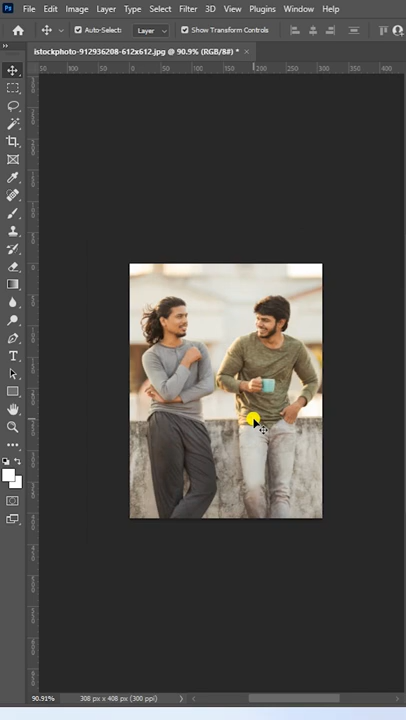 Ps File Edit Image Layer Type Select Filter 3D View Plugins Window Help
Auto-Select: Layer Show Transform Controls
istockphoto-912936208-612x612.jpg @ 90.9% (RGB/8#) * ×
50 100 50 0 50 100 150 200 250 300 350 400
T
90.91% 308 px x 408 px (300 ppi)